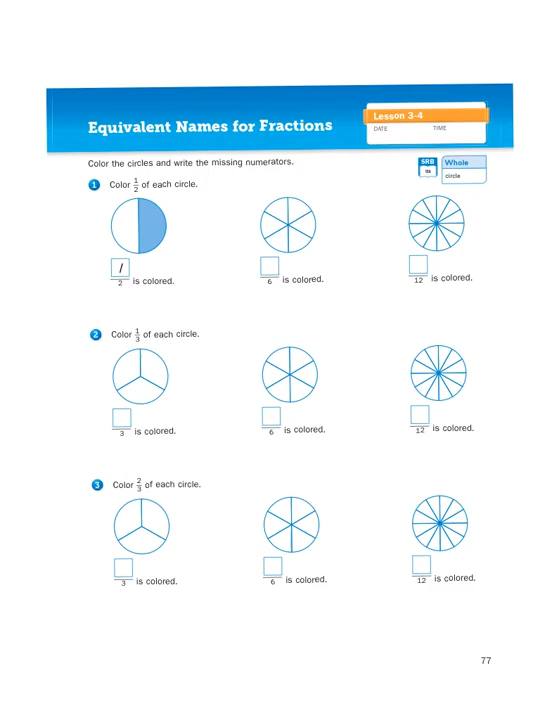 Equivalent Names for Fractions
Lesson 3-4
DATE TIME
Color the circles and write the missing numerators.
SRB
Whole
circle
1 Color 1/2 of each circle.
1/2 is colored.
/6 is colored.
/12 is colored.
2 Color 1/3 of each circle.
/3 is colored.
/6 is colored.
/12 is colored.
3 Color 2/3 of each circle.
/3 is colored.
/6 is colored.
/12 is colored.
77